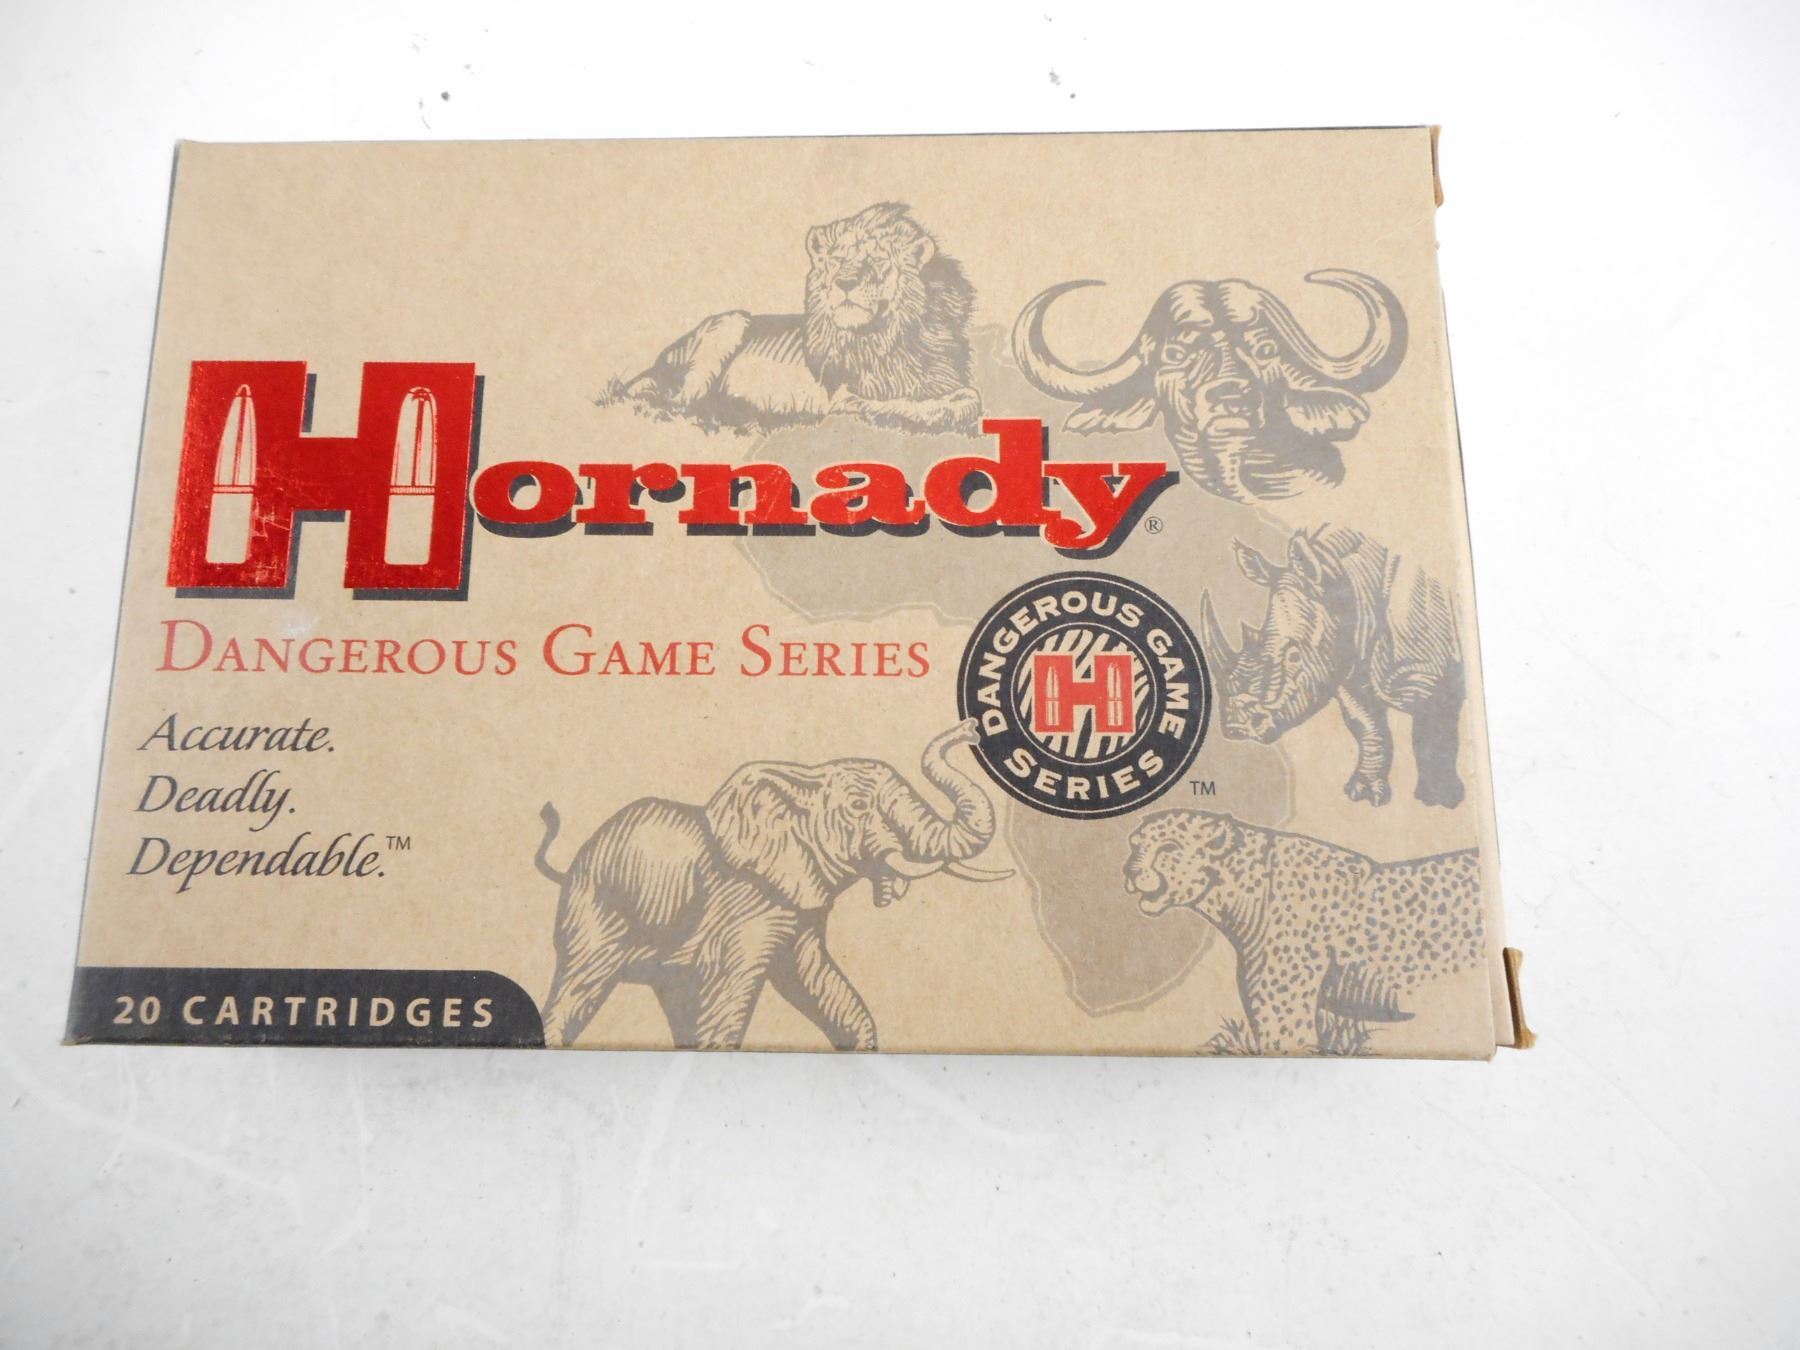 Hornady®
DANGEROUS GAME SERIES
DANGEROUS GAME
H
SERIES
TM
Accurate.
Deadly.
Dependable.™
20 CARTRIDGES